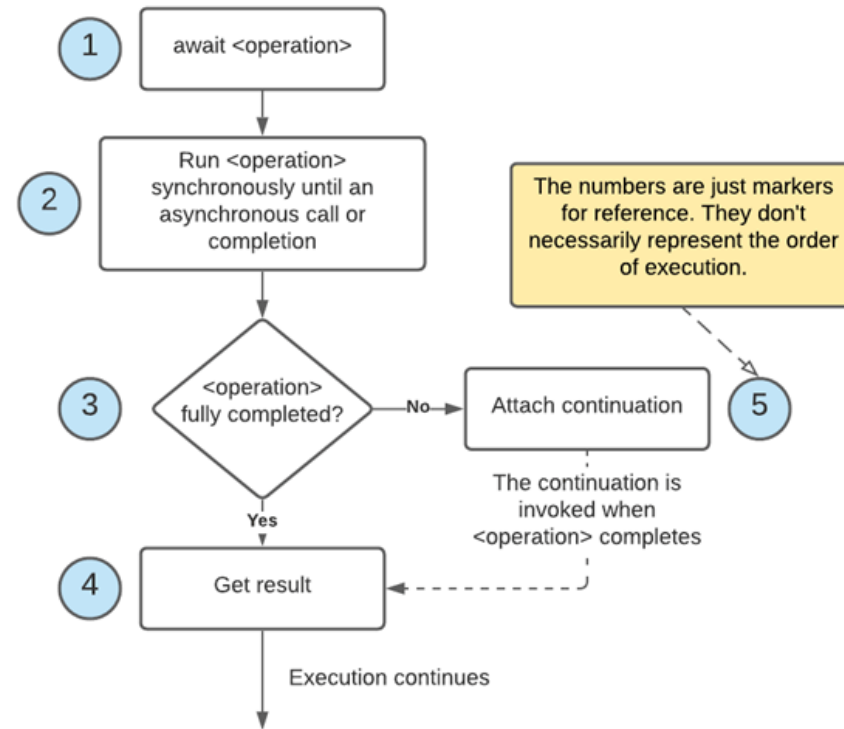 1
await <operation>
2
Run <operation>
synchronously until an
asynchronous call or
completion
The numbers are just markers
for reference. They don't
necessarily represent the order
of execution.
3
<operation>
fully completed?
No
Attach continuation
5
The continuation is
invoked when
<operation> completes
Yes
4
Get result
Execution continues